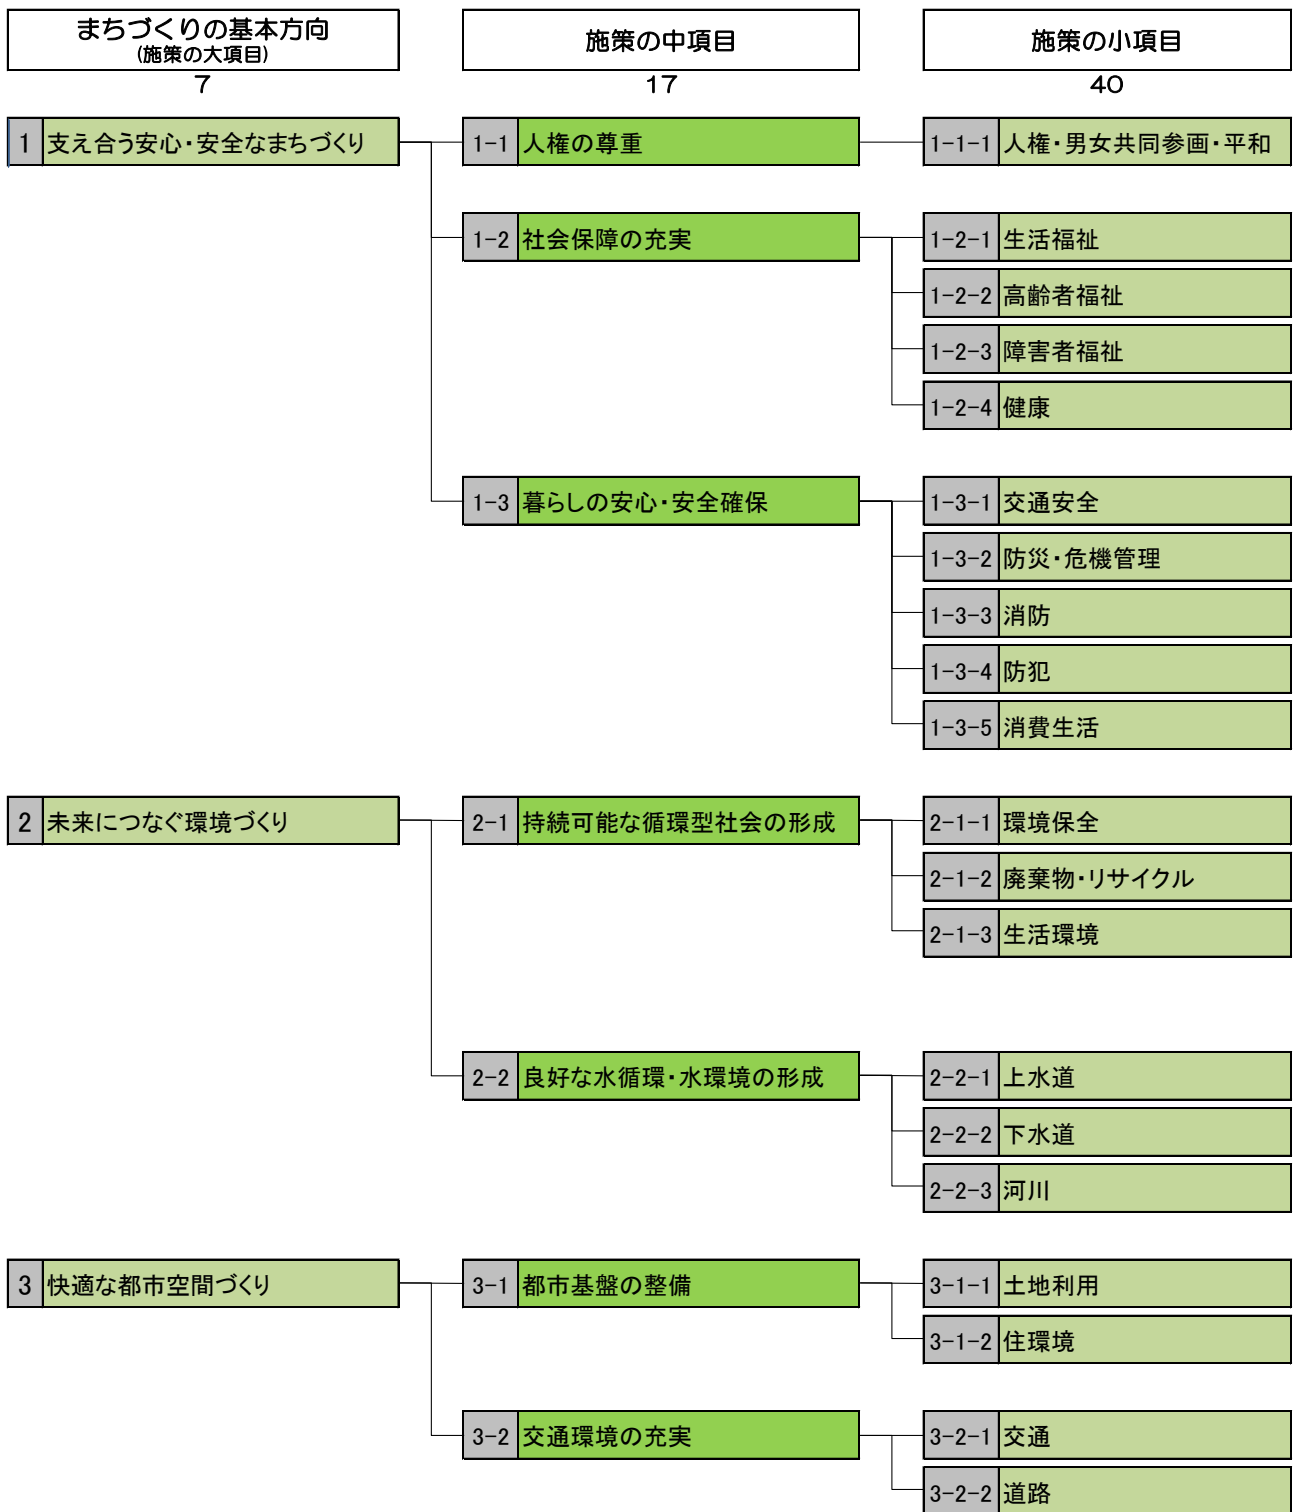 まちづくりの基本方向 施策の中項目 施策の小項目
(施策の大項目)
7 17 40
1 支え合う安心・安全なまちづくり 1-1 人権の尊重 1-1-1 人権・男女共同参画・平和
1-2 社会保障の充実 1-2-1 生活福祉
1-2-2 高齢者福祉
1-2-3 障害者福祉
1-2-4 健康
1-3 暮らしの安心・安全確保 1-3-1 交通安全
1-3-2 防災・危機管理
1-3-3 消防
1-3-4 防犯
1-3-5 消費生活
2 未来につなぐ環境づくり 2-1 持続可能な循環型社会の形成 2-1-1 環境保全
2-1-2 廃棄物・リサイクル
2-1-3 生活環境
2-2 良好な水循環・水環境の形成 2-2-1 上水道
2-2-2 下水道
2-2-3 河川
3 快適な都市空間づくり 3-1 都市基盤の整備 3-1-1 土地利用
3-1-2 住環境
3-2 交通環境の充実 3-2-1 交通
3-2-2 道路